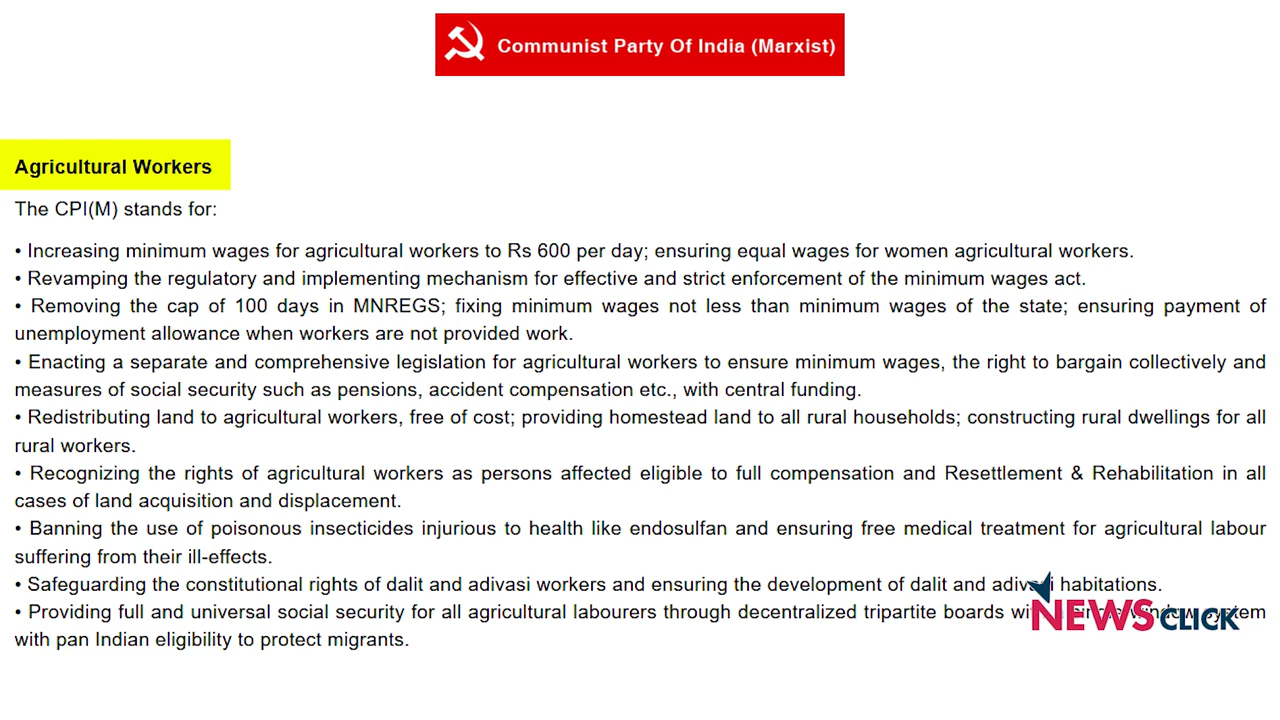 Communist Party Of India (Marxist)
Agricultural Workers
The CPI(M) stands for:
• Increasing minimum wages for agricultural workers to Rs 600 per day; ensuring equal wages for women agricultural workers.
• Revamping the regulatory and implementing mechanism for effective and strict enforcement of the minimum wages act.
• Removing the cap of 100 days in MNREGS; fixing minimum wages not less than minimum wages of the state; ensuring payment of
unemployment allowance when workers are not provided work.
• Enacting a separate and comprehensive legislation for agricultural workers to ensure minimum wages, the right to bargain collectively and
measures of social security such as pensions, accident compensation etc., with central funding.
• Redistributing land to agricultural workers, free of cost; providing homestead land to all rural households; constructing rural dwellings for all
rural workers.
• Recognizing the rights of agricultural workers as persons affected eligible to full compensation and Resettlement & Rehabilitation in all
cases of land acquisition and displacement.
• Banning the use of poisonous insecticides injurious to health like endosulfan and ensuring free medical treatment for agricultural labour
suffering from their ill-effects.
• Safeguarding the constitutional rights of dalit and adivasi workers and ensuring the development of dalit and adivasi habitations.
• Providing full and universal social security for all agricultural labourers through decentralized tripartite boards
with pan Indian eligibility to protect migrants.
NEWSCLICK